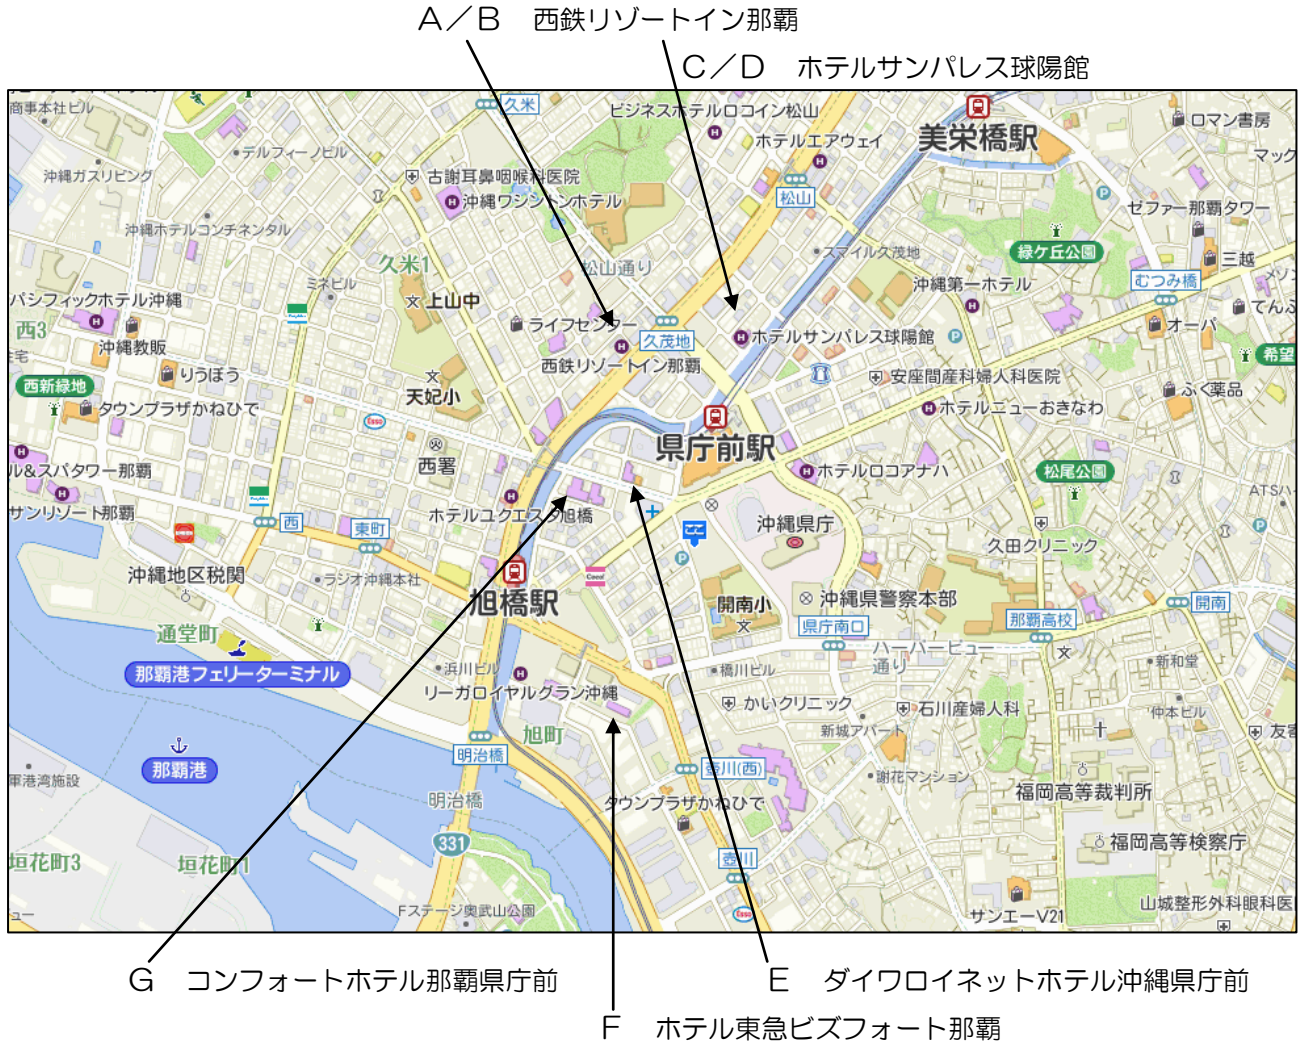 A／B　西鉄リゾートイン那覇
C／D　ホテルサンパレス球陽館
商事本社ビル
久米
ビジネスホテルロコイン松山
ロマン書房
デルフィーノビル
ホテルエアウェイ
美栄橋駅
マック
沖縄ガスリビング
古謝耳鼻咽喉科医院
沖縄ワシントンホテル
松山
ゼファー那覇タワー
沖縄ホテルコンチネンタル
久米1
松山通り
スマイル久茂地
緑ケ丘公園
三越
ミネビル
上山中
沖縄第一ホテル
むつみ橋
メゾン
パシフィックホテル沖縄
ライフセンター
久茂地
ホテルサンパレス球陽館
オーパ
てんぷ
西3
沖縄教販
西鉄リゾートイン那覇
希望
西新緑地
りうぼう
天妃小
安座間産科婦人科医院
ふく薬品
タウンプラザかねひで
Esso
ホテルニューおきなわ
県庁前駅
西署
ル&スパタワー那覇
ホテルロコアナハ
松尾公園
サンリゾート那覇
ATSハ
西
東町
ホテルユクエスタ旭橋
沖縄県庁
久田クリニック
沖縄地区税関
ラジオ沖縄本社
旭橋駅
開南小
沖縄県警察本部
県庁南口
那覇高校
開南
通堂町
那覇港フェリーターミナル
浜川ビル
橋川ビル
ハーバービュー
通り
新和堂
リーガロイヤルグラン沖縄
かいクリニック
石川産婦人科
仲本ビル
旭町
新城アパート
友寄
那覇港
明治橋
壺川(西)
謝花マンション
軍港湾施設
明治橋
タウンプラザかねひで
福岡高等裁判所
331
垣花町3
垣花町1
壺川
福岡高等検察庁
Fステージ奥武山公園
Esso
サンエーV21
山城整形外科眼科医
G　コンフォートホテル那覇県庁前
E　ダイワロイネットホテル沖縄県庁前
F　ホテル東急ビズフォート那覇